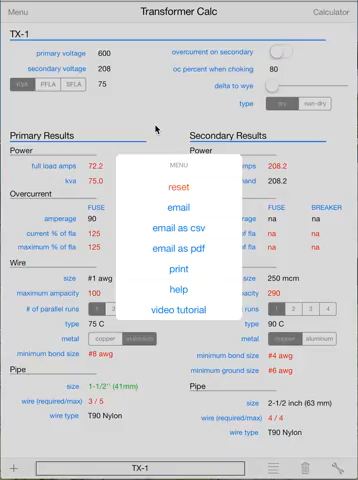 Menu
Transformer Calc
Calculator
TX-1
primary voltage 600
secondary voltage 208
KVA PFLA SFLA 75
overcurrent on secondary
oc percent when choking 80
delta to wye
type dry non-dry
Primary Results
Power
full load amps 72.2
kva 75.0
Overcurrent
FUSE
amperage 90
current % of fla 125
maximum % of fla 125
Wire
size #1 awg
maximum ampacity 100
# of parallel runs 1
type 75 C
metal copper aluminum
minimum bond size #8 awg
Pipe
size 1-1/2" (41mm)
wire (required/max) 3 / 5
wire type T90 Nylon
MENU
reset
email
email as csv
email as pdf
print
help
video tutorial
Secondary Results
Power
amps 208.2
208.2
FUSE BREAKER
na na
na na
na na
size 250 mcm
290
1 2 3 4
type 90 C
metal copper aluminum
minimum bond size #4 awg
minimum ground size #6 awg
Pipe
size 2-1/2 inch (63 mm)
wire (required/max) 4 / 4
wire type T90 Nylon
TX-1